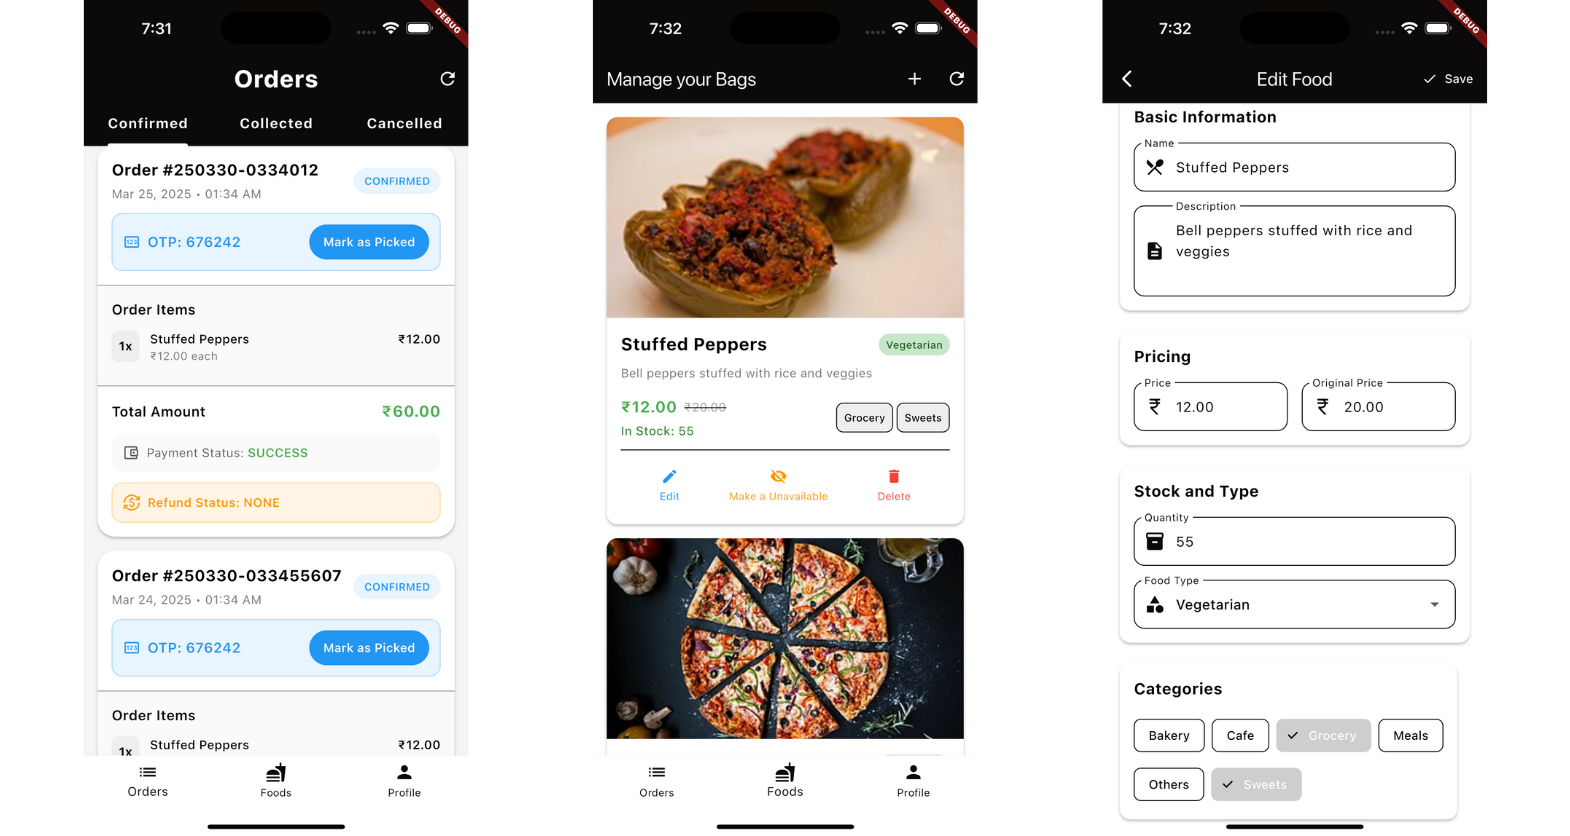 7:31
DEBUG
Orders
Confirmed Collected Cancelled
Order #250330-0334012
CONFIRMED
Mar 25, 2025 • 01:34 AM
123 OTP: 676242
Mark as Picked
Order Items
1x
Stuffed Peppers
₹12.00
₹12.00 each
Total Amount
₹60.00
Payment Status: SUCCESS
Refund Status: NONE
Order #250330-033455607
CONFIRMED
Mar 24, 2025 • 01:34 AM
123 OTP: 676242
Mark as Picked
Order Items
1x
Stuffed Peppers
₹12.00
Orders
Foods
Profile
7:32
DEBUG
Manage your Bags
Stuffed Peppers
Vegetarian
Bell peppers stuffed with rice and veggies
₹12.00 ₹20.00
In Stock: 55
Grocery
Sweets
Edit
Make a Unavailable
Delete
Orders
Foods
Profile
7:32
DEBUG
Edit Food
Save
Basic Information
Name
Stuffed Peppers
Description
Bell peppers stuffed with rice and
veggies
Pricing
Price
₹ 12.00
Original Price
₹ 20.00
Stock and Type
Quantity
55
Food Type
Vegetarian
Categories
Bakery
Cafe
Grocery
Meals
Others
Sweets